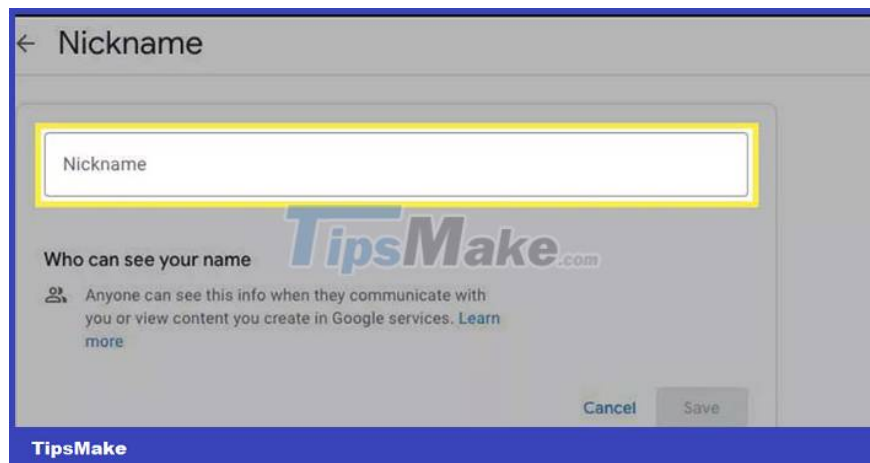 ← Nickname
Nickname
TipsMake.com
Who can see your name
Anyone can see this info when they communicate with
you or view content you create in Google services. Learn
more
Cancel Save
TipsMake